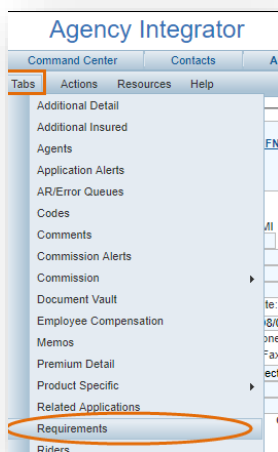 Agency Integrator
Command Center Contacts A
Tabs Actions Resources Help
Additional Detail
Additional Insured
Agents
Application Alerts
AR/Error Queues
Codes
Comments
Commission Alerts
Commission
Document Vault
Employee Compensation
Memos
Premium Detail
Product Specific
Related Applications
Requirements
Riders